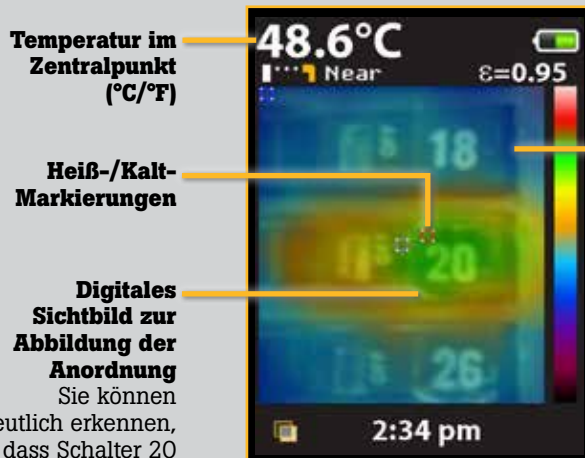 Temperatur im
Zentralpunkt
(°C/°F)
Heiß-/Kalt-
Markierungen
Digitales
Sichtbild zur
Abbildung der
Anordnung
Sie können
eutlich erkennen,
dass Schalter 20
48.6°C
Near
ε=0.95
18
20
26
2:34 pm